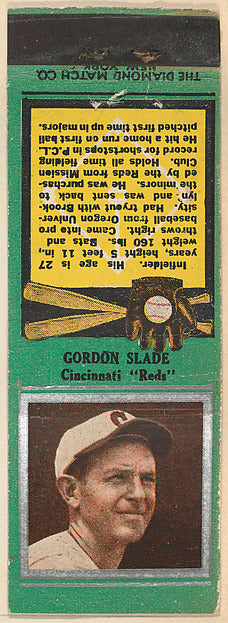 THE DIAMOND MATCH CO.
NEW YORK
Infielder. His age is 27
years, height 5 feet 11 in.,
weight 160 lbs. Bats and
throws right. Came into pro
baseball from Oregon Univer-
sity. Had tryout with Brook-
lyn and was sent back to
the minors. He was purchas-
ed by the Reds from Mission
Club. Holds all time fielding
record for shortstops in P.C.L.
He hit a home run on first ball
pitched first time up in majors
GORDON SLADE
Cincinnati "Reds"
C